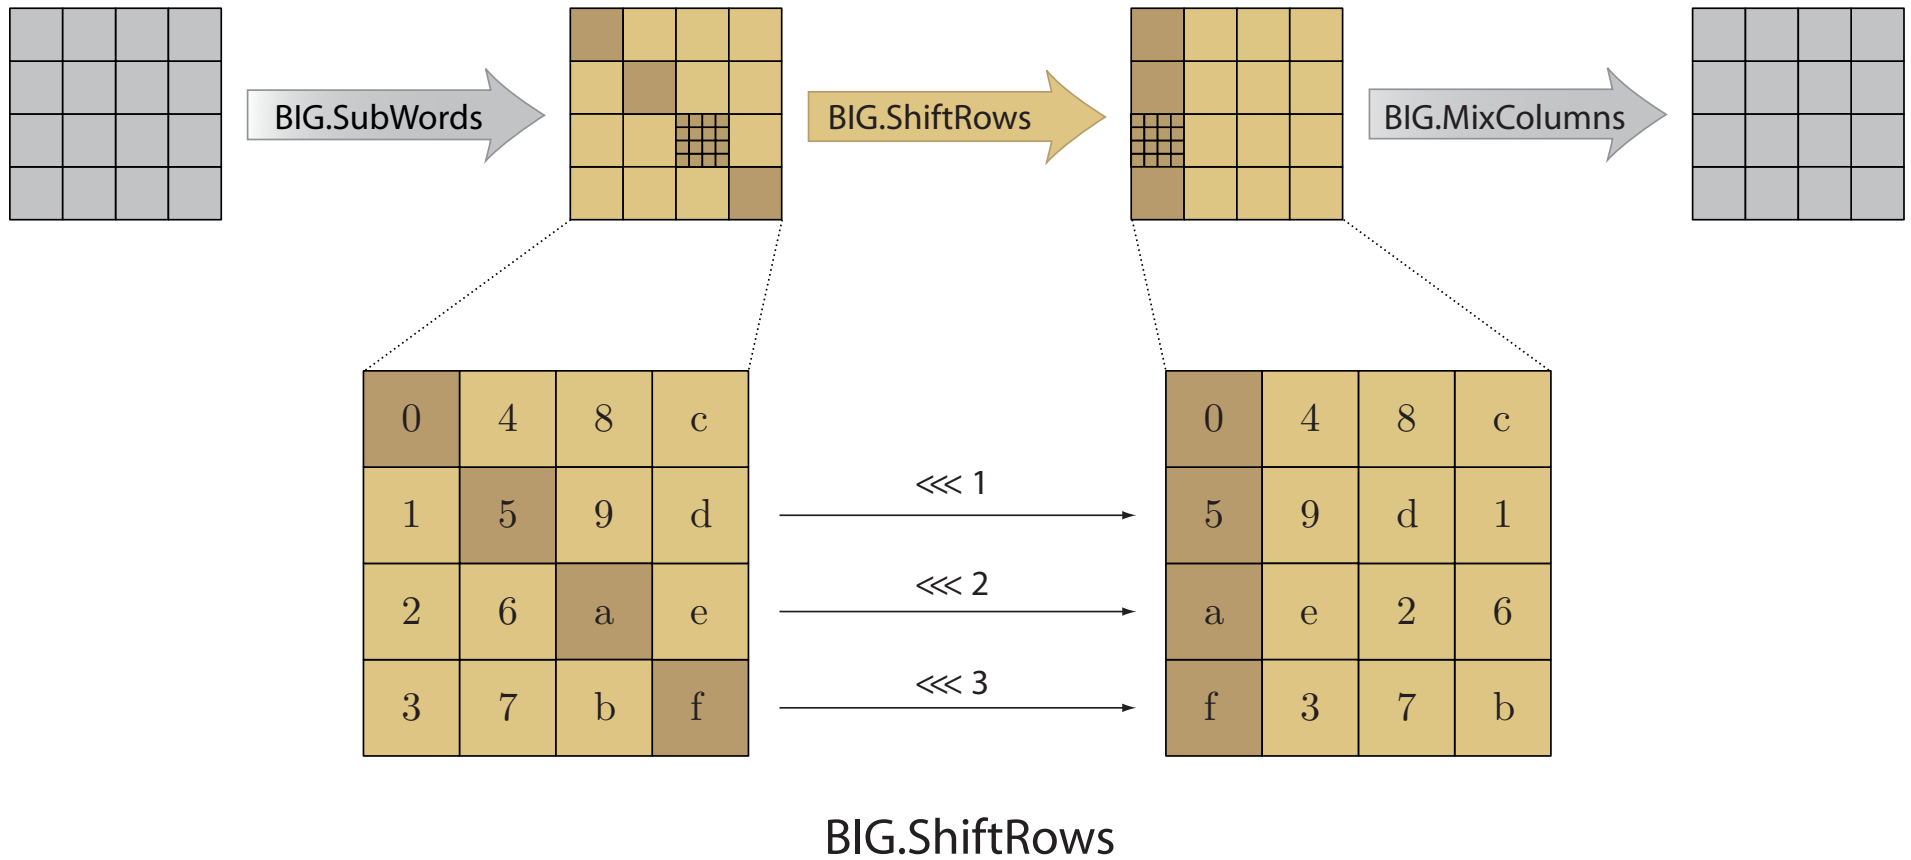 BIG.SubWords BIG.ShiftRows BIG.MixColumns
0 4 8 c 0 4 8 c
1 5 9 d <<< 1 5 9 d 1
2 6 a e <<< 2 a e 2 6
3 7 b f <<< 3 f 3 7 b
BIG.ShiftRows